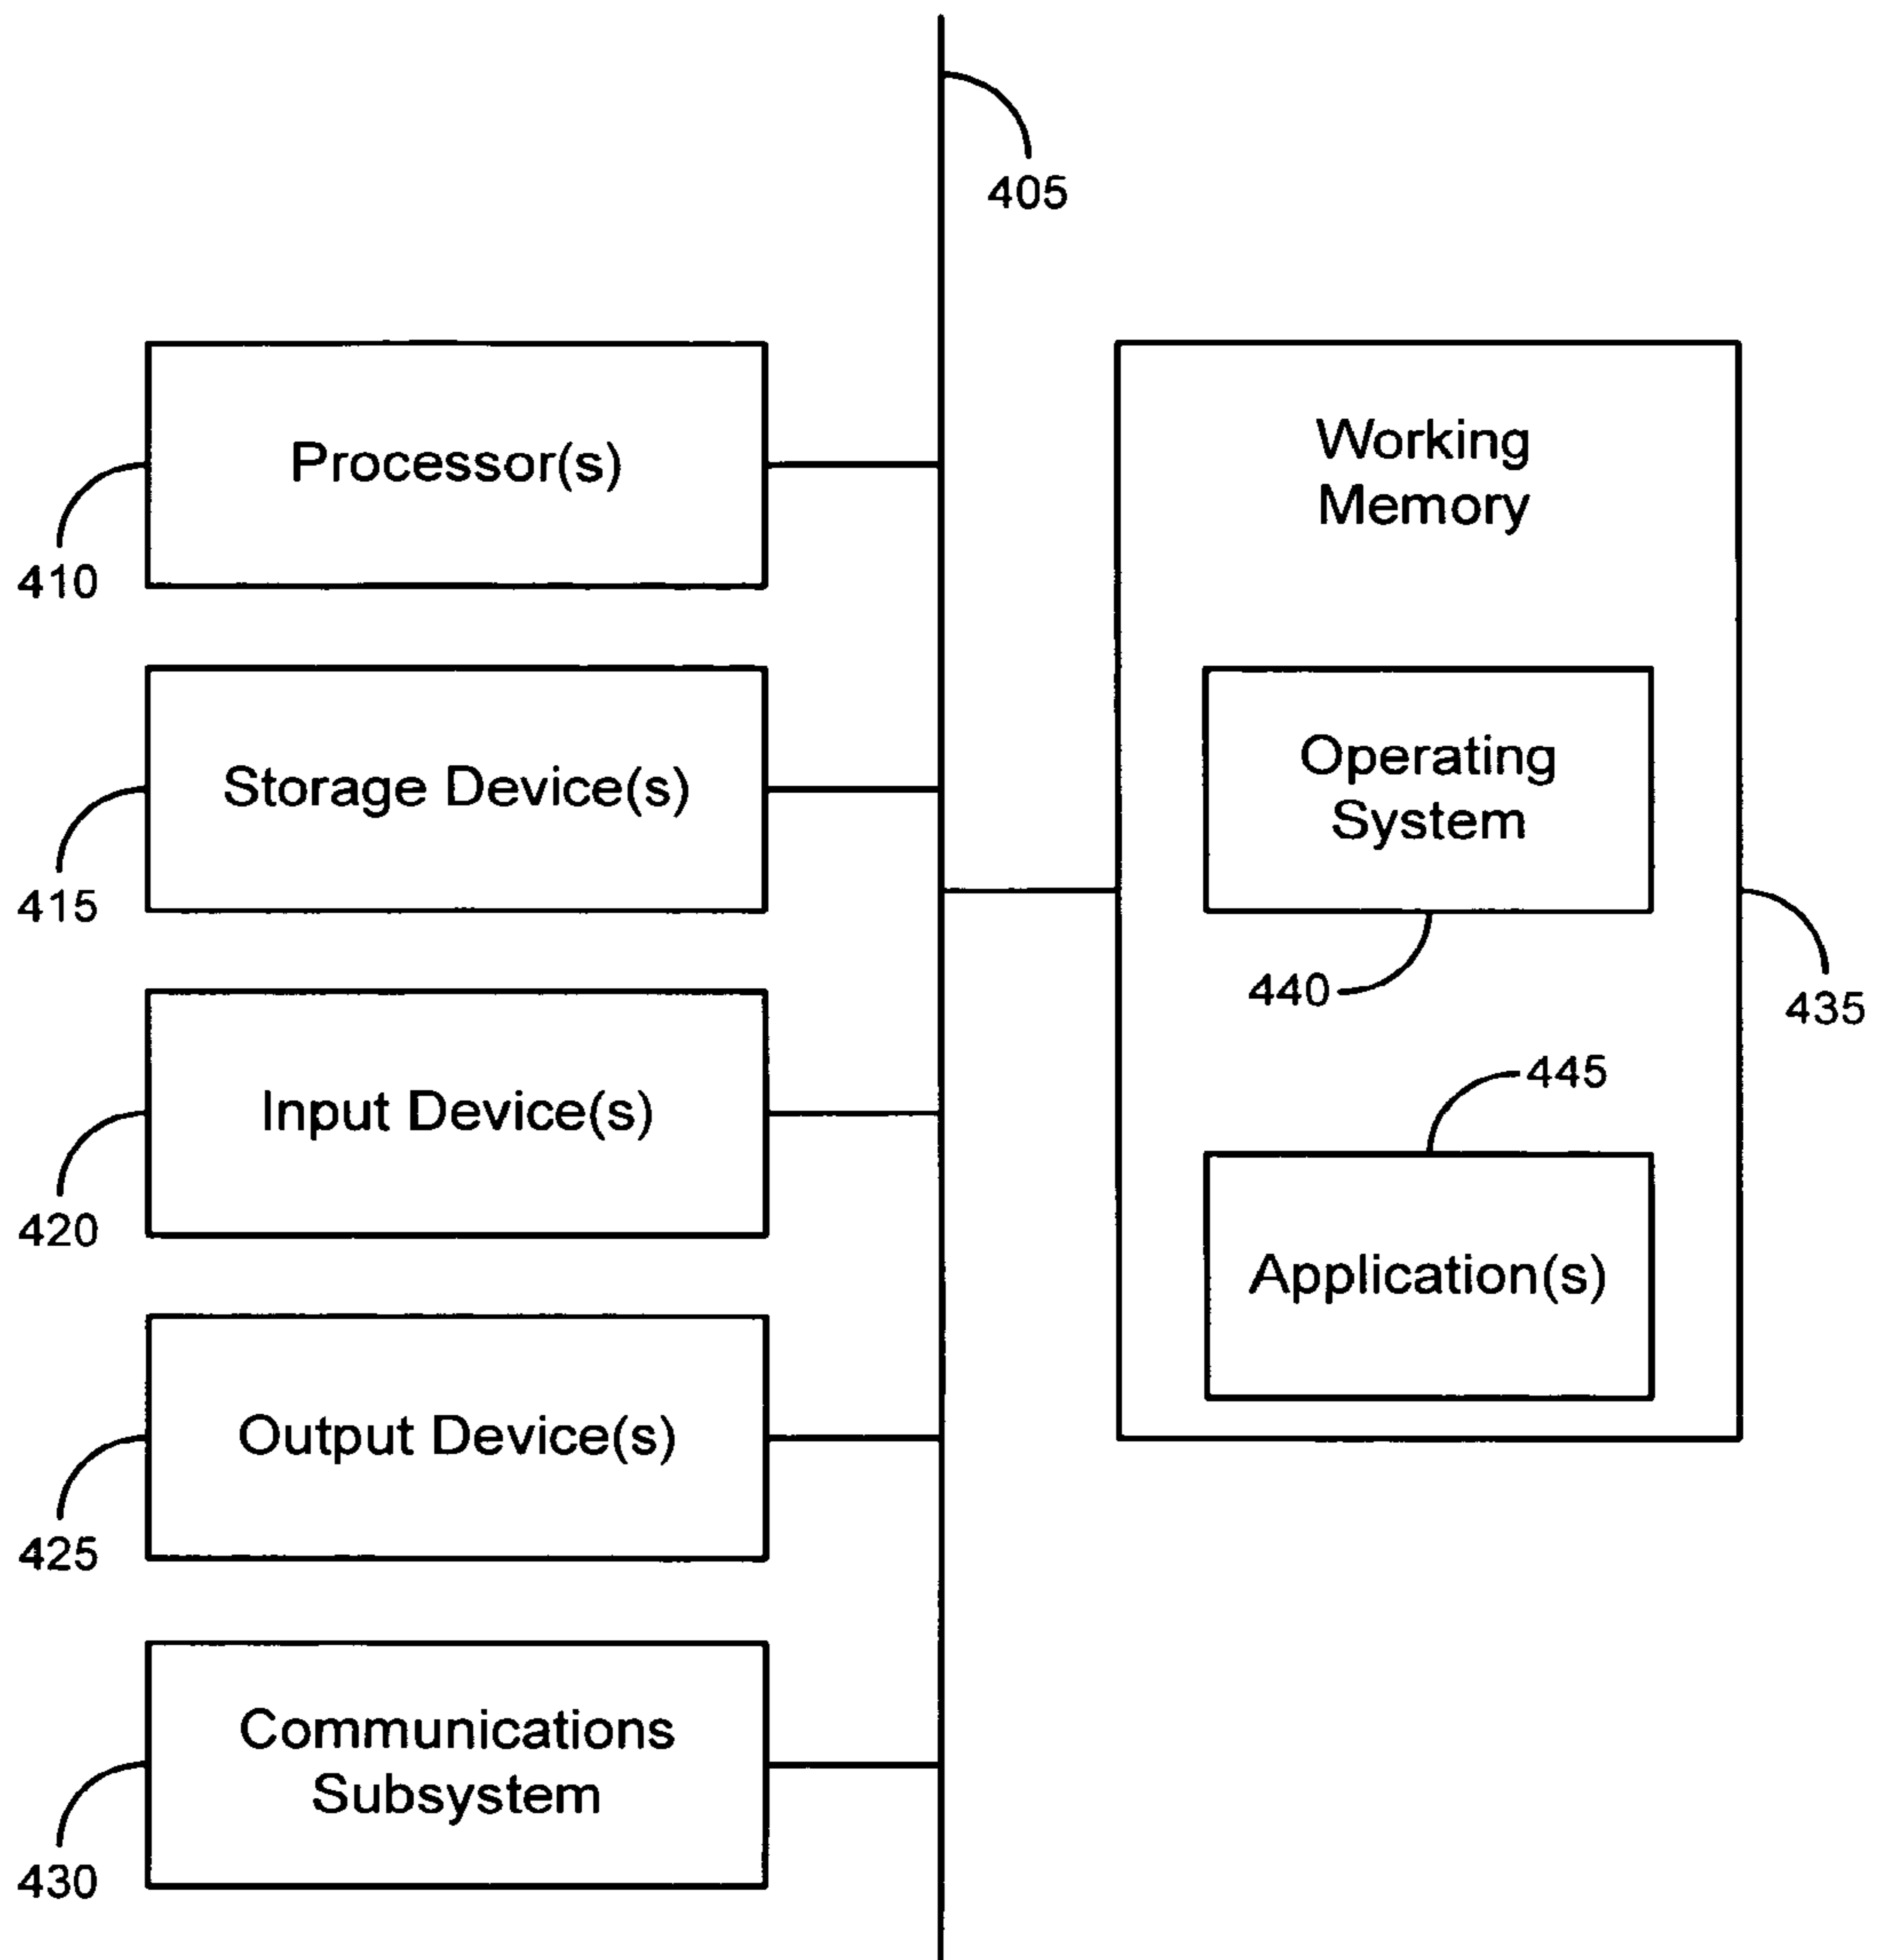 405
Processor(s)
410
Storage Device(s)
415
Input Device(s)
420
Output Device(s)
425
Communications
Subsystem
430
Working
Memory
Operating
System
440
435
445
Application(s)